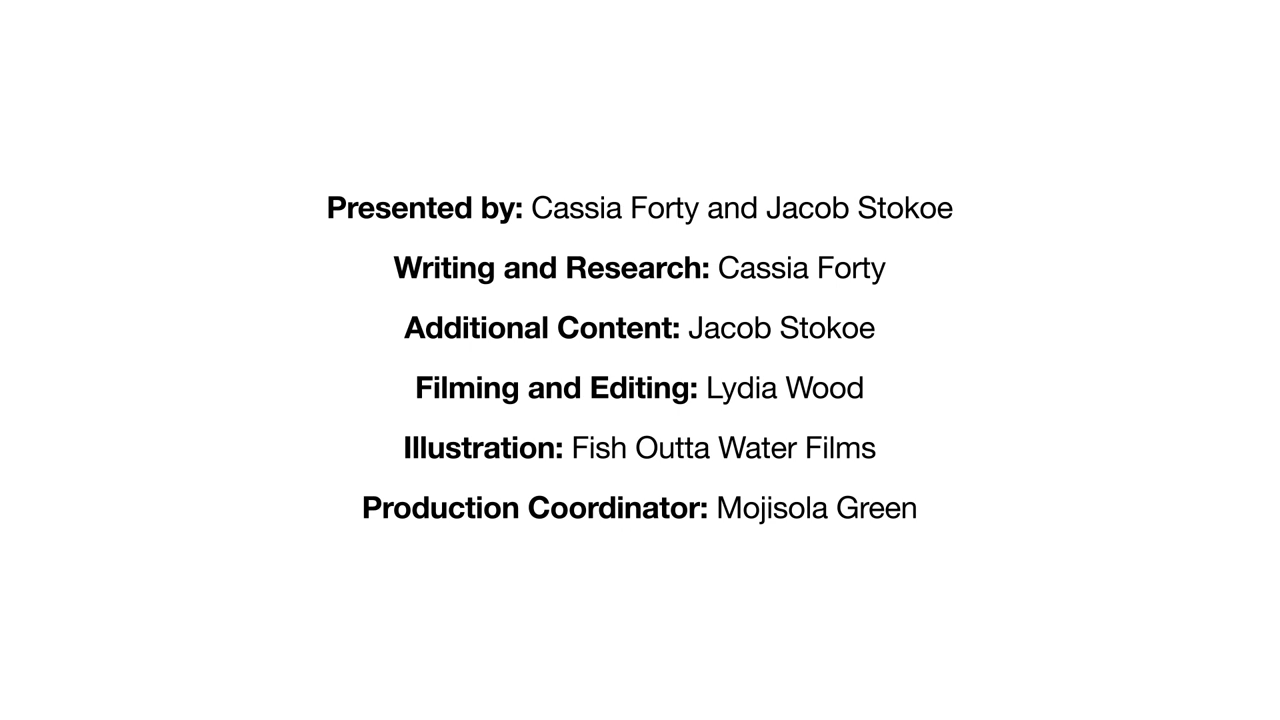 Presented by: Cassia Forty and Jacob Stokoe
Writing and Research: Cassia Forty
Additional Content: Jacob Stokoe
Filming and Editing: Lydia Wood
Illustration: Fish Outta Water Films
Production Coordinator: Mojisola Green